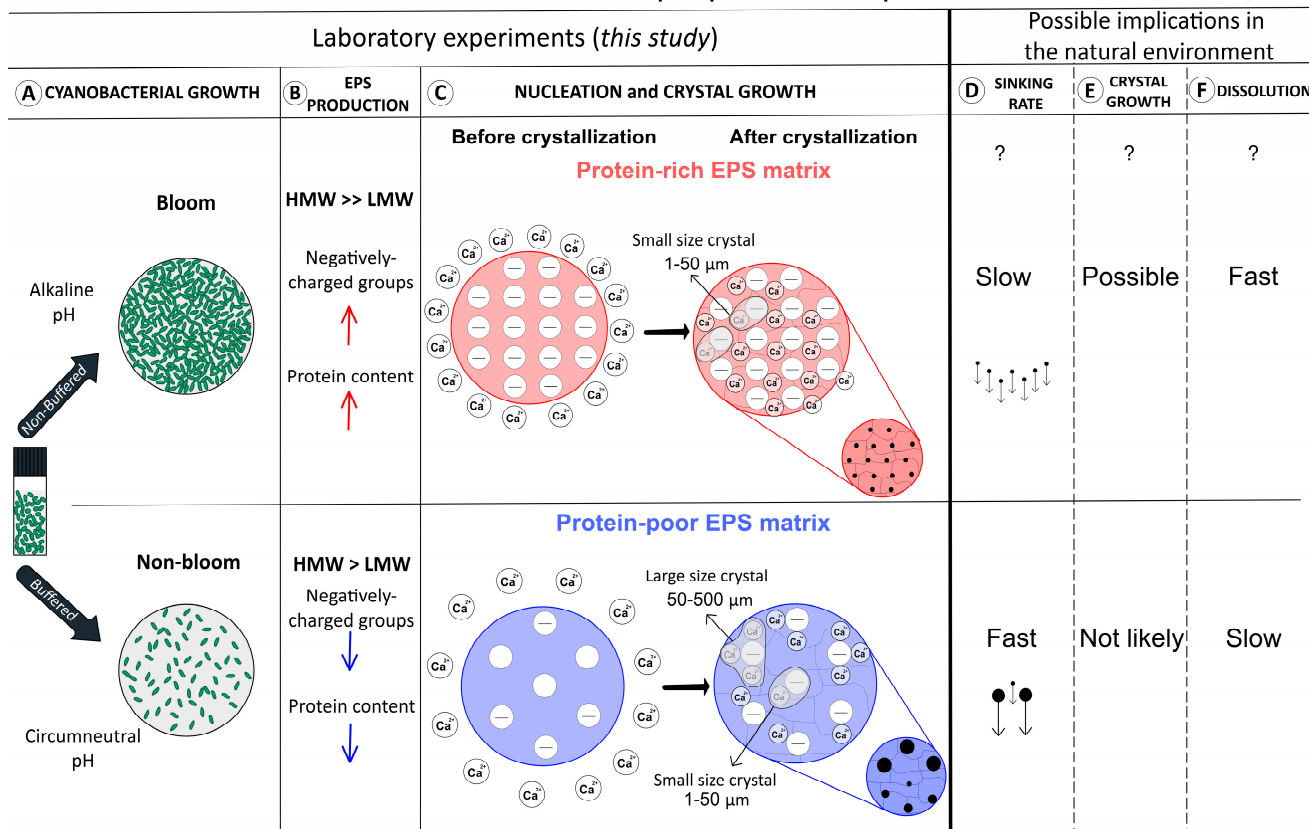 Laboratory experiments (this study)
Possible implications in
the natural environment
A CYANOBACTERIAL GROWTH
B EPS
PRODUCTION
C NUCLEATION and CRYSTAL GROWTH
D SINKING
RATE
E CRYSTAL
GROWTH
F DISSOLUTION
Before crystallization
After crystallization
Protein-rich EPS matrix
? ? ?
Bloom
Alkaline
pH
Non-Buffered
HMW >> LMW
Negatively-
charged groups
Protein content
Small size crystal
1-50 µm
Ca2+
Slow
Possible
Fast
Protein-poor EPS matrix
Non-bloom
Buffered
Circumneutral
pH
HMW > LMW
Negatively-
charged groups
Protein content
Large size crystal
50-500 µm
Small size crystal
1-50 µm
Ca2+
Fast
Not likely
Slow